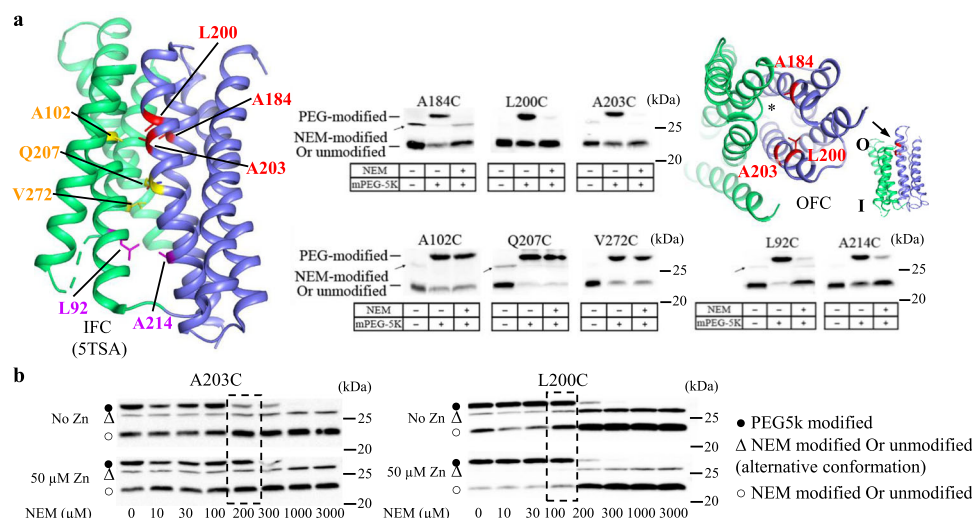 a
L200
A102
A184
Q207
A203
V272
L92
A214
IFC
(5TSA)
A184C L200C A203C (kDa)
PEG-modified
25
NEM-modified
Or unmodified
20
NEM – – + – – + – – +
mPEG-5K – + + – + + – + +
A102C Q207C V272C (kDa)
PEG-modified
25
NEM-modified
Or unmodified
20
NEM – – + – – + – – +
mPEG-5K – + + – + + – + +
A184
*
L200
A203
OFC
O
I
L92C A214C (kDa)
25
20
NEM – – + – – +
mPEG-5K – + + – + +
b
A203C (kDa)
No Zn ● Δ ○
25
20
50 µM Zn ● Δ ○
25
20
NEM (µM) 0 10 30 100 200 300 1000 3000
L200C (kDa)
No Zn ● Δ ○
25
20
50 µM Zn ● Δ ○
25
20
0 10 30 100 200 300 1000 3000
● PEG5k modified
Δ NEM modified Or unmodified
(alternative conformation)
○ NEM modified Or unmodified